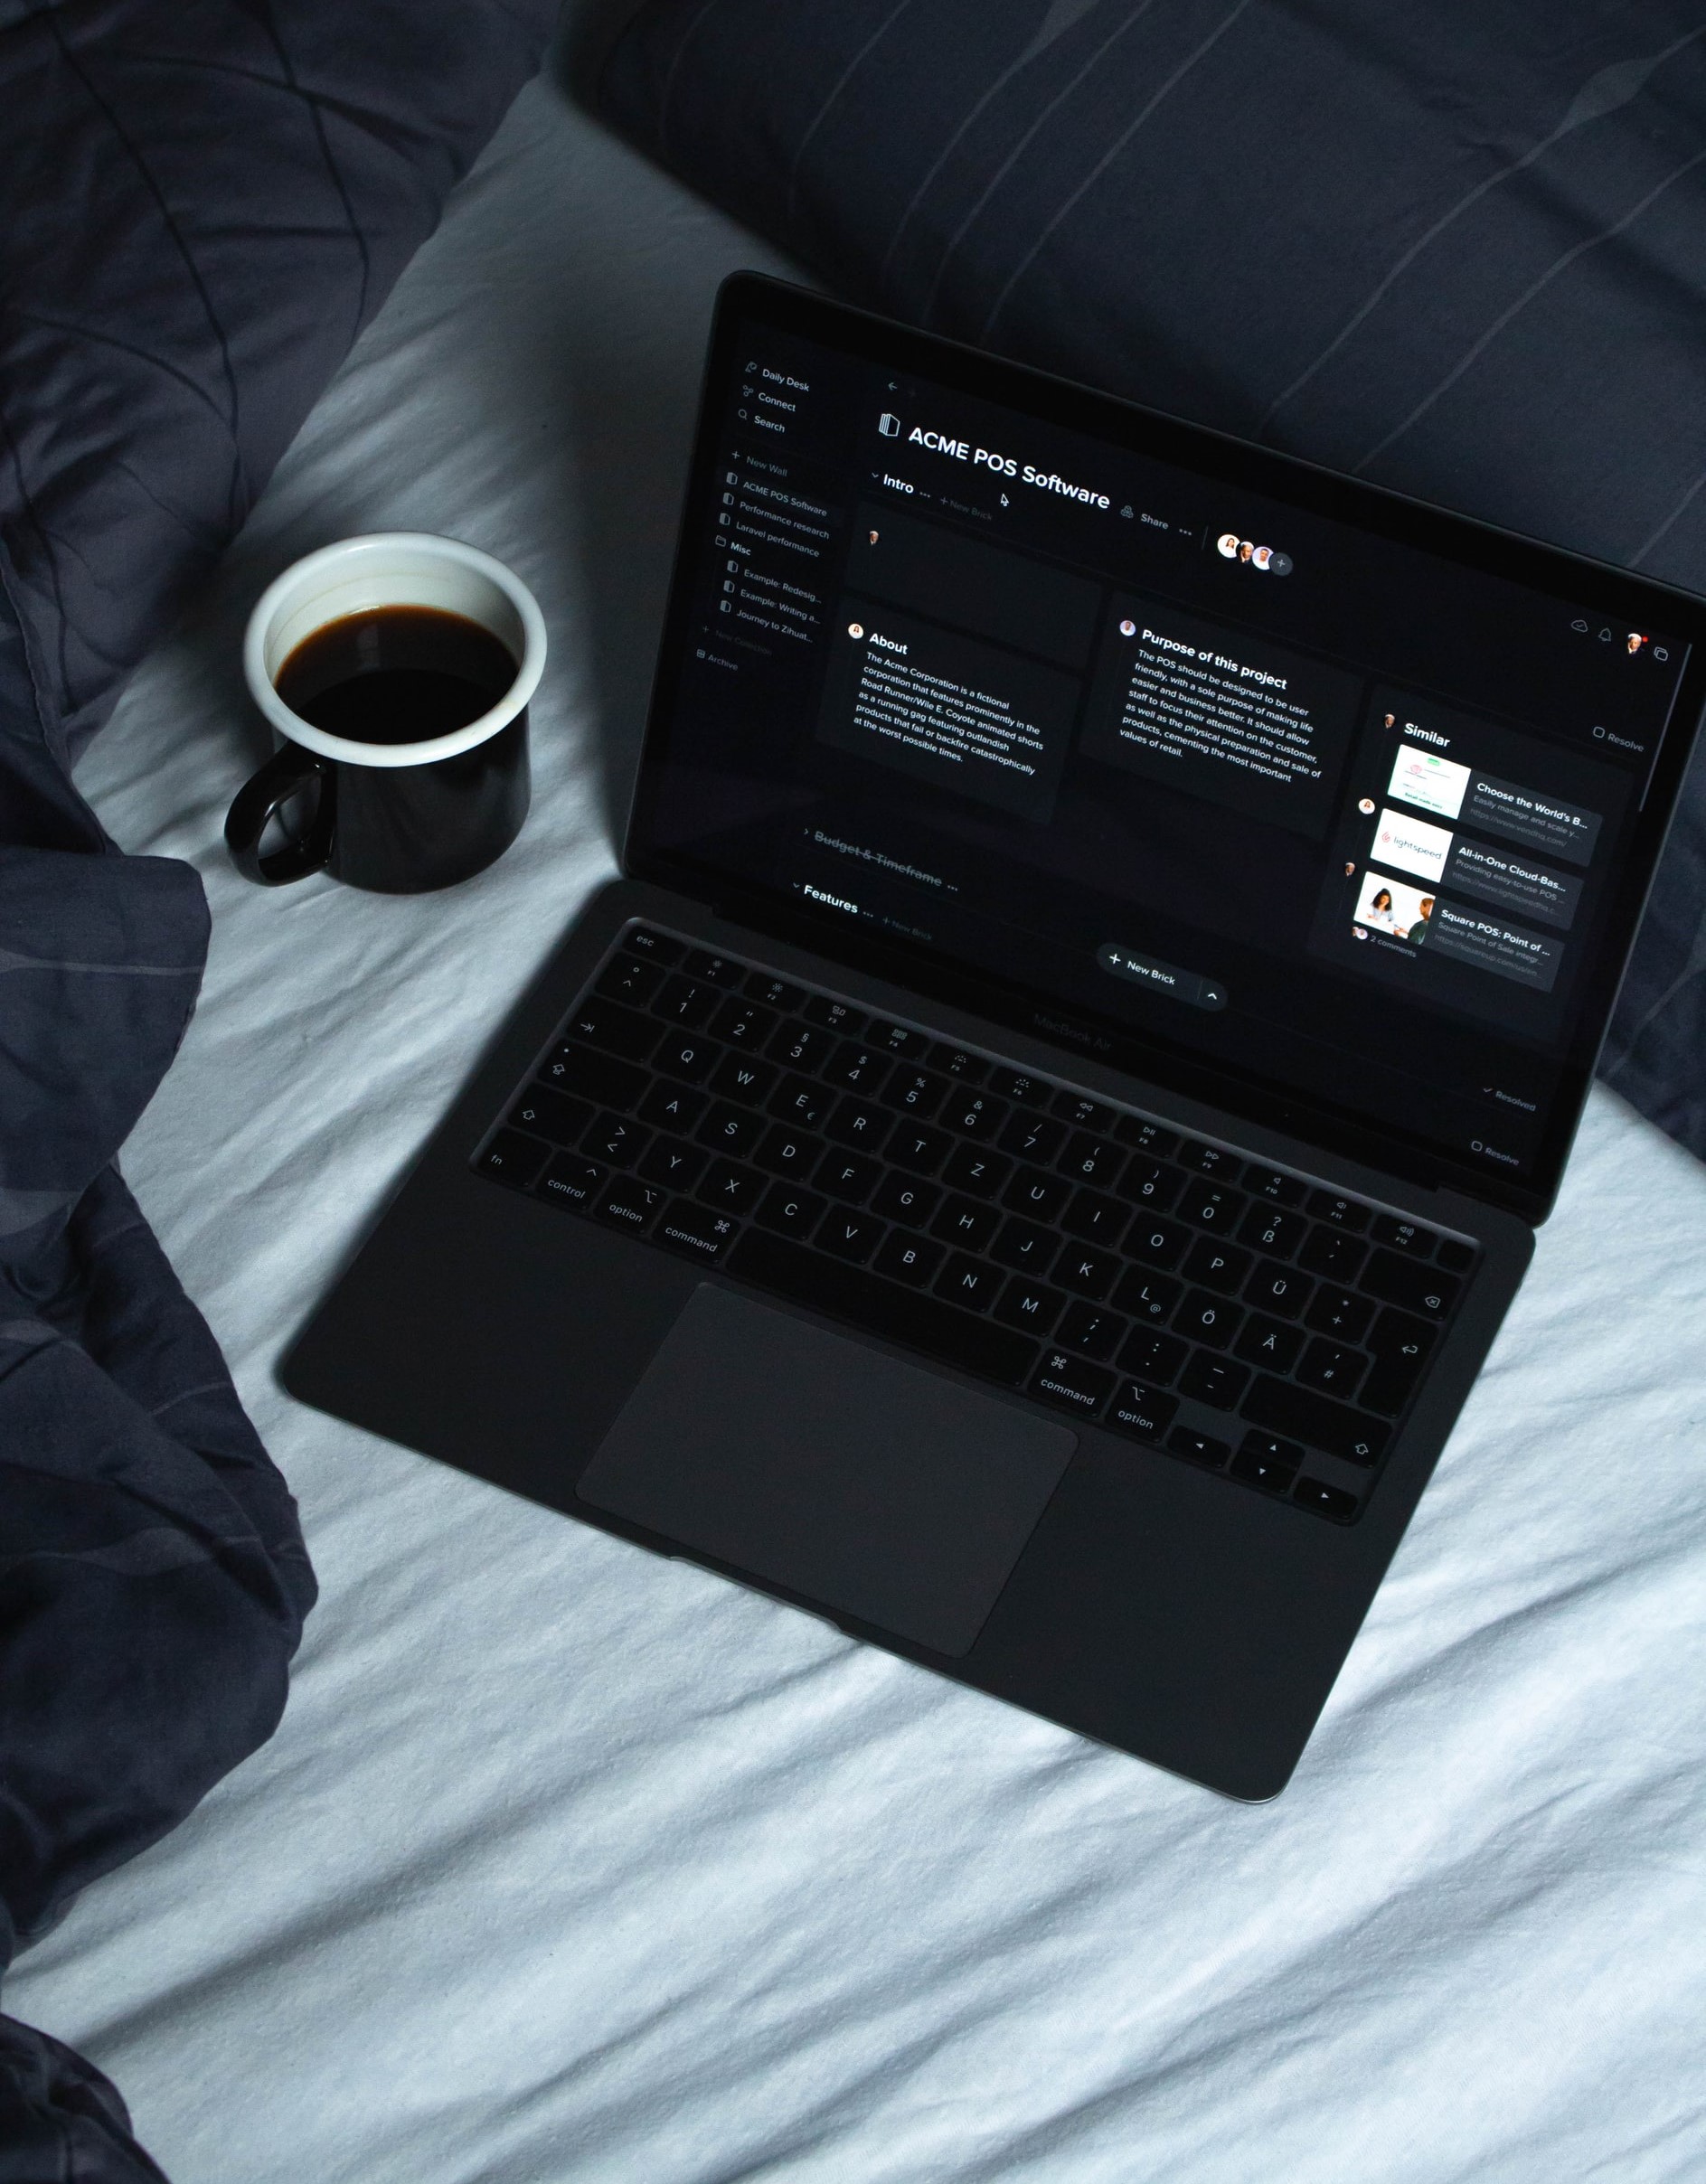 Daily Desk
Connect
Search
New Wall
ACME POS Software
Performance research
Laravel performance
Misc
Example: Redesig...
Example: Writing a...
Journey to Zihuat...
New Collection
Archive
ACME POS Software
Share
Intro
New Brick
About
The Acme Corporation is a fictional
corporation that features prominently in the
Road Runner/Wile E. Coyote animated shorts
as a running gag featuring outlandish
products that fail or backfire catastrophically
at the worst possible times.
Purpose of this project
The POS should be designed to be user
friendly, with a sole purpose of making life
easier and business better. It should allow
staff to focus their attention on the customer,
as well as the physical preparation and sale of
products, cementing the most important
values of retail.
Resolve
Similar
Choose the World's B...
Easily manage and scale y...
https://www.vendhq.com/
lightspeed
All-in-One Cloud-Bas...
Providing easy-to-use POS ...
https://www.lightspeedhq.c...
Square POS: Point of ...
Square Point of Sale integr...
https://squareup.com/us/en...
2 comments
Budget & Timeframe
Features
New Brick
New Brick
Resolved
Resolve
MacBook Air
esc F1 F2 F3 F4 F5 F6 F7 F8 F9 F10 F11 F12
° ^ ! 1 " 2 § 3 $ 4 % 5 & 6 / 7 ( 8 ) 9 = 0 ? ß ` ´
Q W E € R T Z U I O P Ü * +
A S D F G H J K L @ Ö Ä ' #
> < Y X C V B N M ; , : . _ -
fn control option command command option